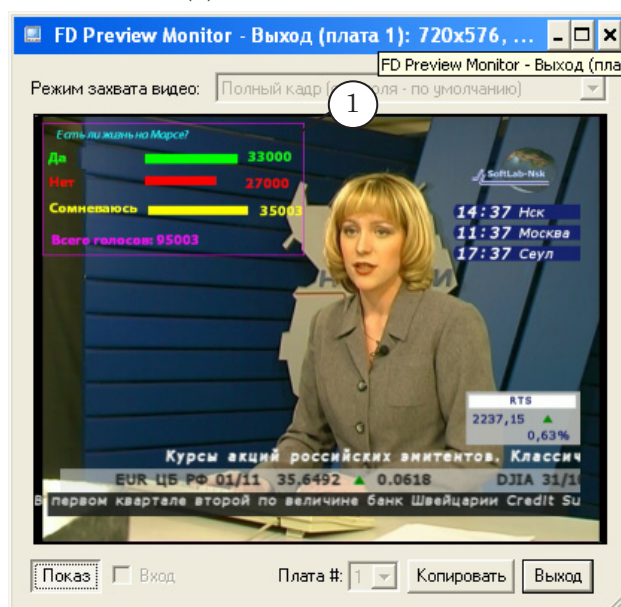 FD Preview Monitor - Выход (плата 1): 720x576, ...
FD Preview Monitor - Выход (пла
Режим захвата видео:
Полный кадр ( оля - по умолчанию)
1
Есть ли жизнь на Марсе?
Да 33000
Нет 27000
Сомневаюсь 35003
Всего голосов: 95003
SoftLab-Nsk
14:37 Нск
11:37 Москва
17:37 Сеул
Н И
RTS
2237,15 ▲
0,63%
Курсы акций российских эмитентов. Классич
EUR ЦБ РФ 01/11 35,6492 ▲ 0.0618 DJIA 31/10
В первом квартале второй по величине банк Швейцарии Credit Su
Показ
Вход
Плата #: 1
Копировать
Выход